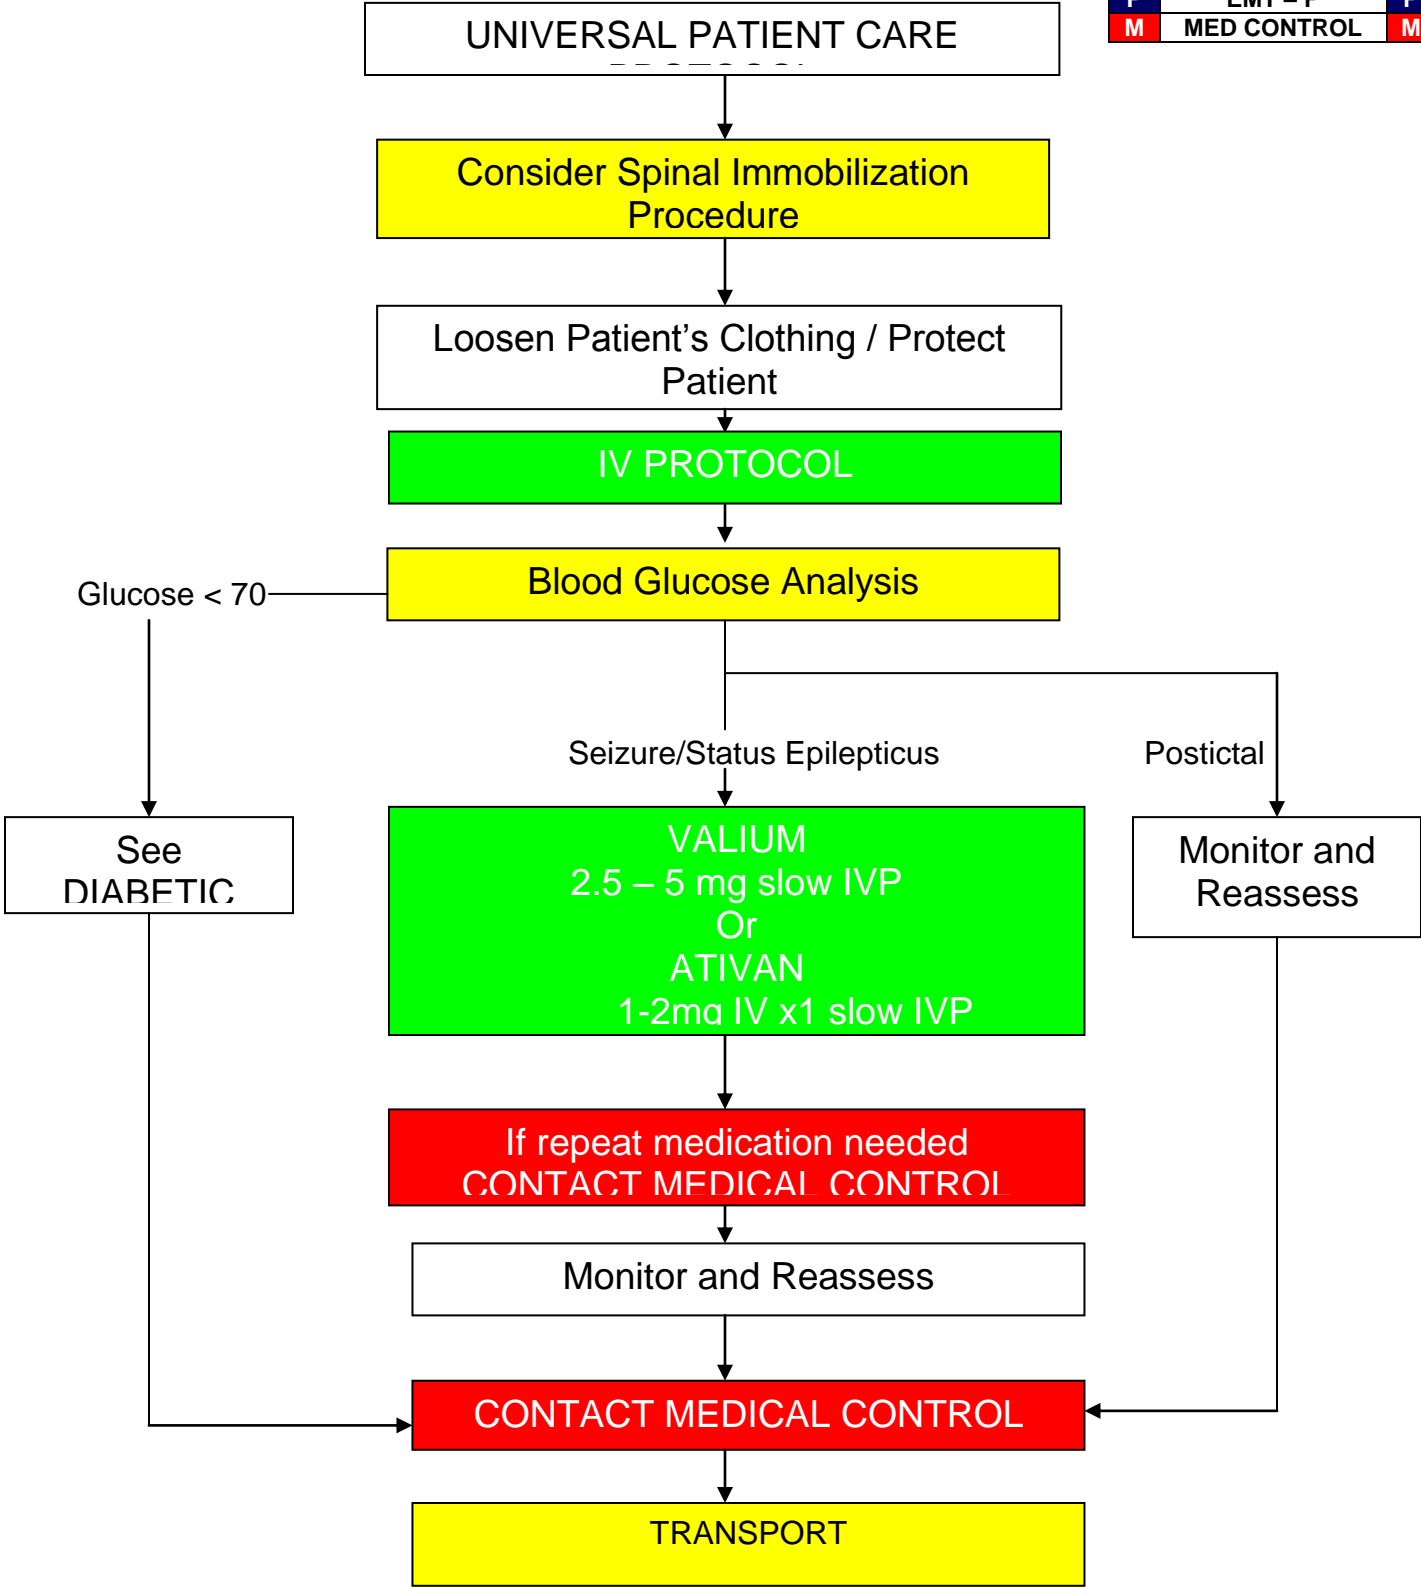 UNIVERSAL PATIENT CARE
P EMT – P P
M MED CONTROL M
Consider Spinal Immobilization
Procedure
Loosen Patient’s Clothing / Protect
Patient
IV PROTOCOL
Blood Glucose Analysis
Glucose < 70
Seizure/Status Epilepticus
Postictal
See
DIABETIC
VALIUM
2.5 – 5 mg slow IVP
Or
ATIVAN
1-2mg IV x1 slow IVP
Monitor and
Reassess
If repeat medication needed
CONTACT MEDICAL CONTROL
Monitor and Reassess
CONTACT MEDICAL CONTROL
TRANSPORT